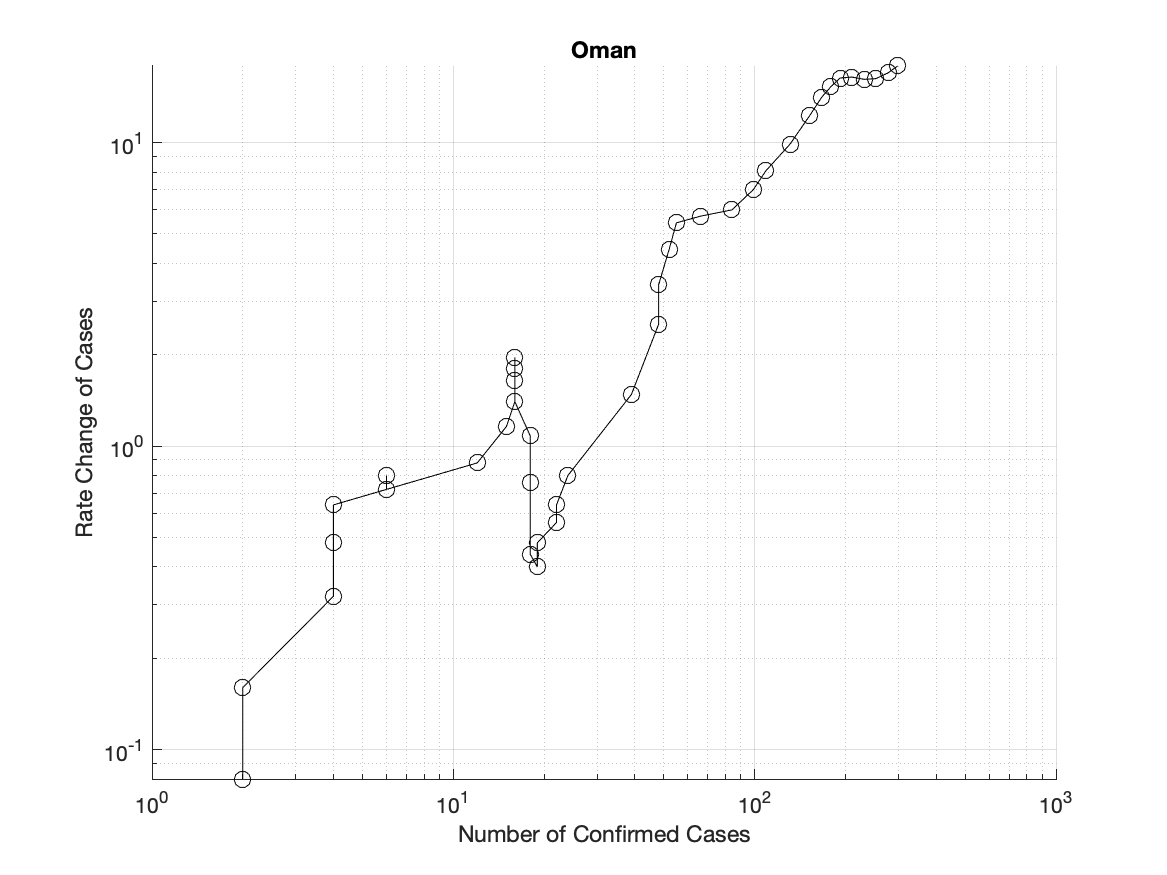 Oman
10^1
10^0
10^-1
Rate Change of Cases
10^0 10^1 10^2 10^3
Number of Confirmed Cases